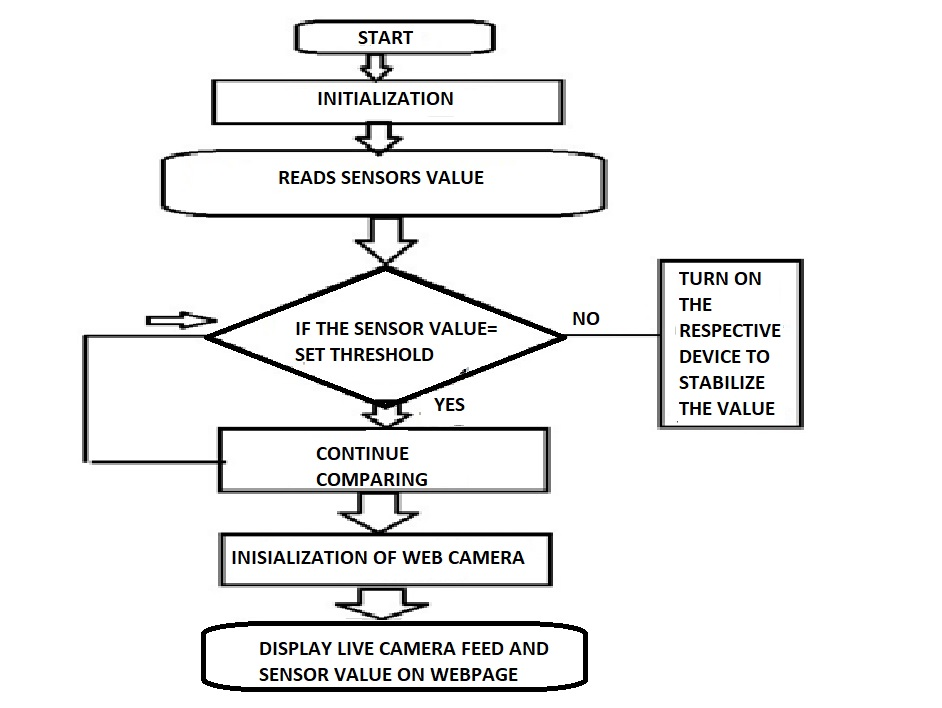 START
INITIALIZATION
READS SENSORS VALUE
IF THE SENSOR VALUE=
SET THRESHOLD
NO
TURN ON
THE
RESPECTIVE
DEVICE TO
STABILIZE
THE VALUE
YES
CONTINUE
COMPARING
INISIALIZATION OF WEB CAMERA
DISPLAY LIVE CAMERA FEED AND
SENSOR VALUE ON WEBPAGE